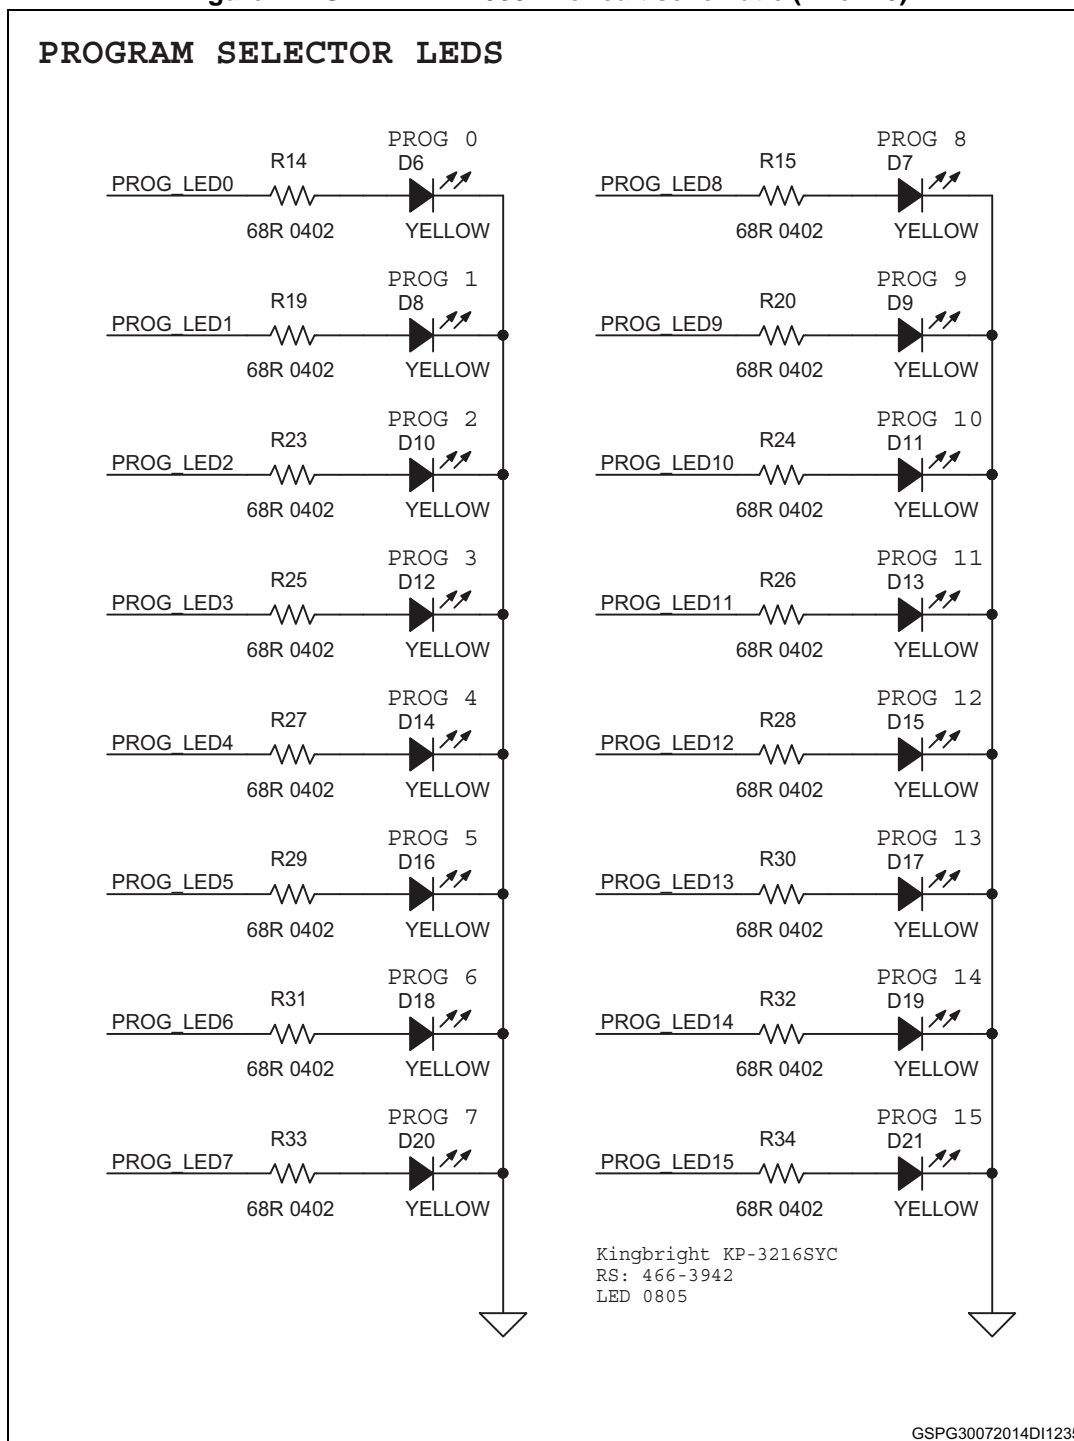 PROGRAM SELECTOR LEDS
PROG 0
R14 D6
PROG_LED0
68R 0402 YELLOW
PROG 1
R19 D8
PROG_LED1
68R 0402 YELLOW
PROG 2
R23 D10
PROG_LED2
68R 0402 YELLOW
PROG 3
R25 D12
PROG_LED3
68R 0402 YELLOW
PROG 4
R27 D14
PROG_LED4
68R 0402 YELLOW
PROG 5
R29 D16
PROG_LED5
68R 0402 YELLOW
PROG 6
R31 D18
PROG_LED6
68R 0402 YELLOW
PROG 7
R33 D20
PROG_LED7
68R 0402 YELLOW
PROG 8
R15 D7
PROG_LED8
68R 0402 YELLOW
PROG 9
R20 D9
PROG_LED9
68R 0402 YELLOW
PROG 10
R24 D11
PROG_LED10
68R 0402 YELLOW
PROG 11
R26 D13
PROG_LED11
68R 0402 YELLOW
PROG 12
R28 D15
PROG_LED12
68R 0402 YELLOW
PROG 13
R30 D17
PROG_LED13
68R 0402 YELLOW
PROG 14
R32 D19
PROG_LED14
68R 0402 YELLOW
PROG 15
R34 D21
PROG_LED15
68R 0402 YELLOW
Kingbright KP-3216SYC
RS: 466-3942
LED 0805
GSPG30072014DI1235